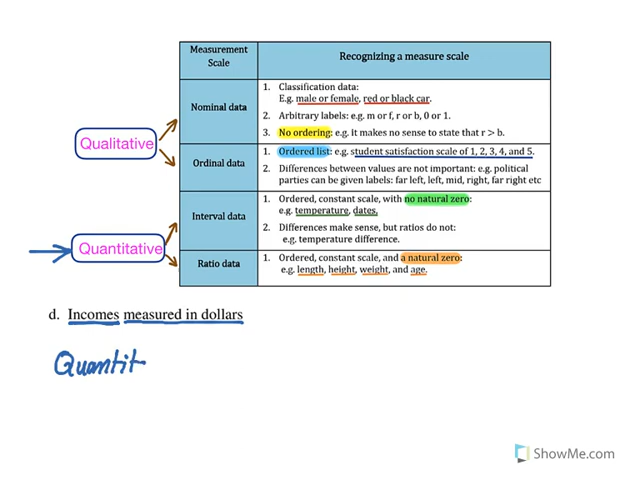 Measurement
Scale
Recognizing a measure scale
Nominal data
1. Classification data:
E.g. male or female, red or black car.
2. Arbitrary labels: e.g. m or f, r or b, 0 or 1.
3. No ordering: e.g. it makes no sense to state that r > b.
Qualitative
Ordinal data
1. Ordered list: e.g. student satisfaction scale of 1, 2, 3, 4, and 5.
2. Differences between values are not important: e.g. political
parties can be given labels: far left, left, mid, right, far right etc
Interval data
1. Ordered, constant scale, with no natural zero:
e.g. temperature, dates.
2. Differences make sense, but ratios do not:
e.g. temperature difference.
Quantitative
Ratio data
1. Ordered, constant scale, and a natural zero:
e.g. length, height, weight, and age.
d. Incomes measured in dollars
Quantit
ShowMe.com